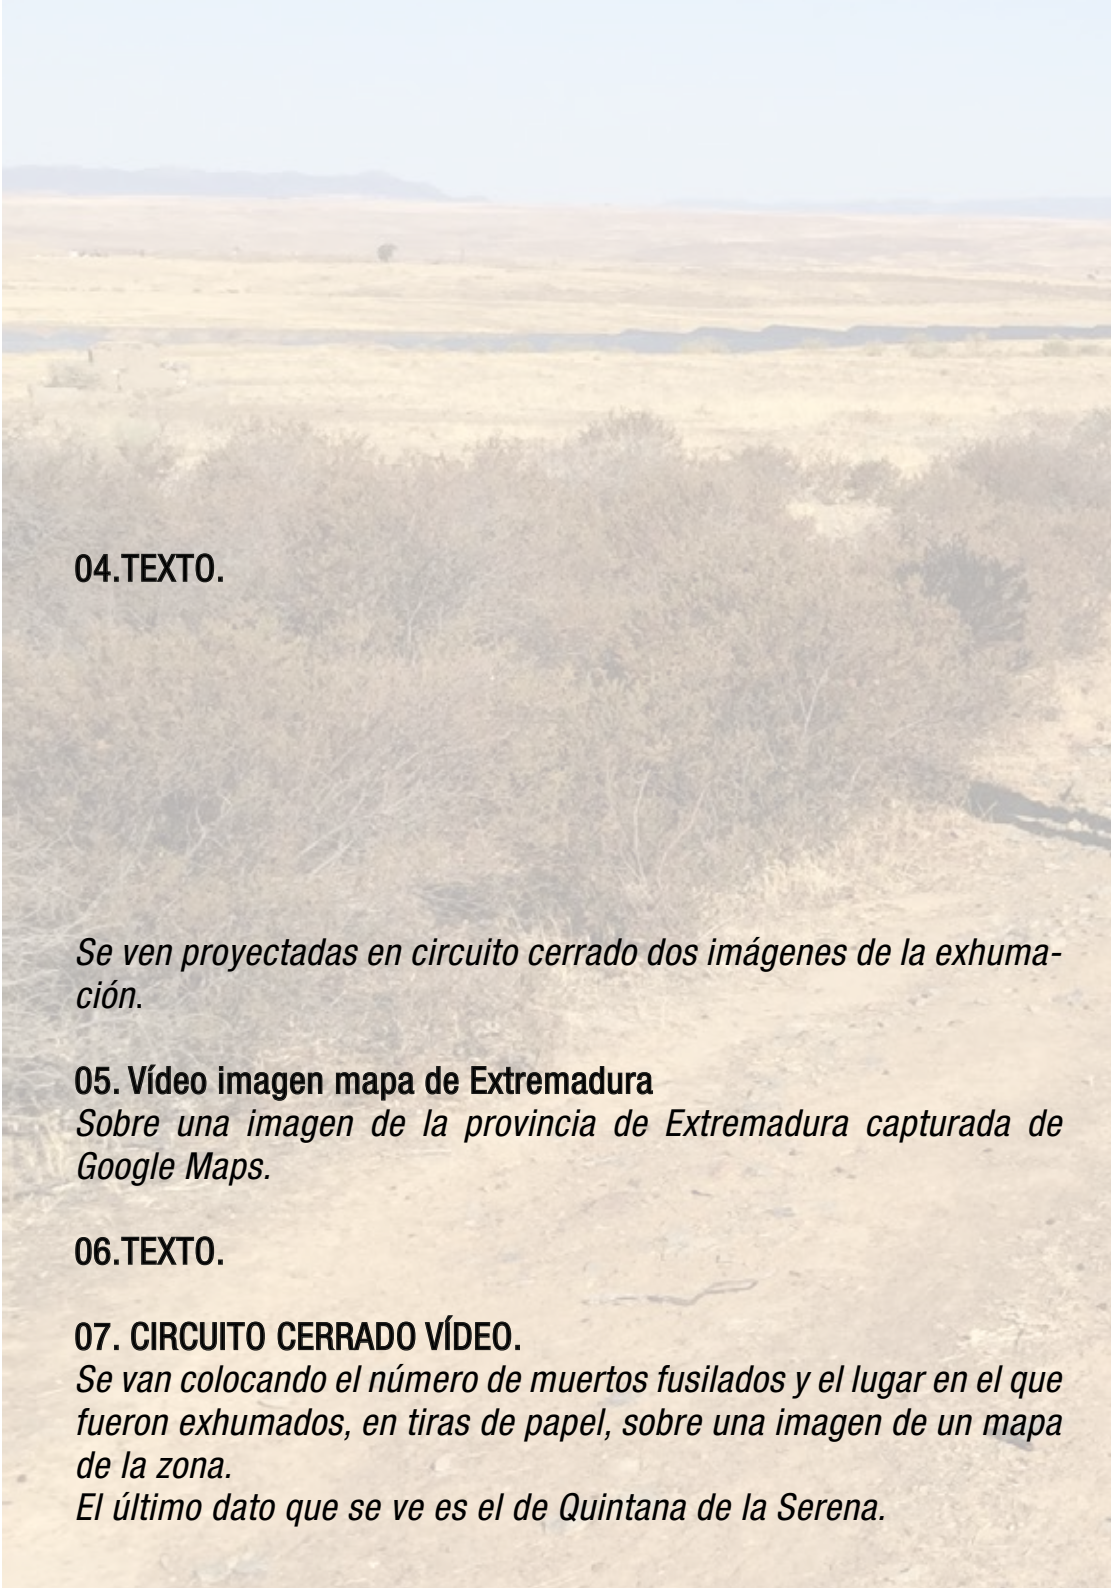 04.TEXTO.
Se ven proyectadas en circuito cerrado dos imágenes de la exhuma-
ción.
05. Vídeo imagen mapa de Extremadura
Sobre una imagen de la provincia de Extremadura capturada de
Google Maps.
06.TEXTO.
07. CIRCUITO CERRADO VÍDEO.
Se van colocando el número de muertos fusilados y el lugar en el que
fueron exhumados, en tiras de papel, sobre una imagen de un mapa
de la zona.
El último dato que se ve es el de Quintana de la Serena.